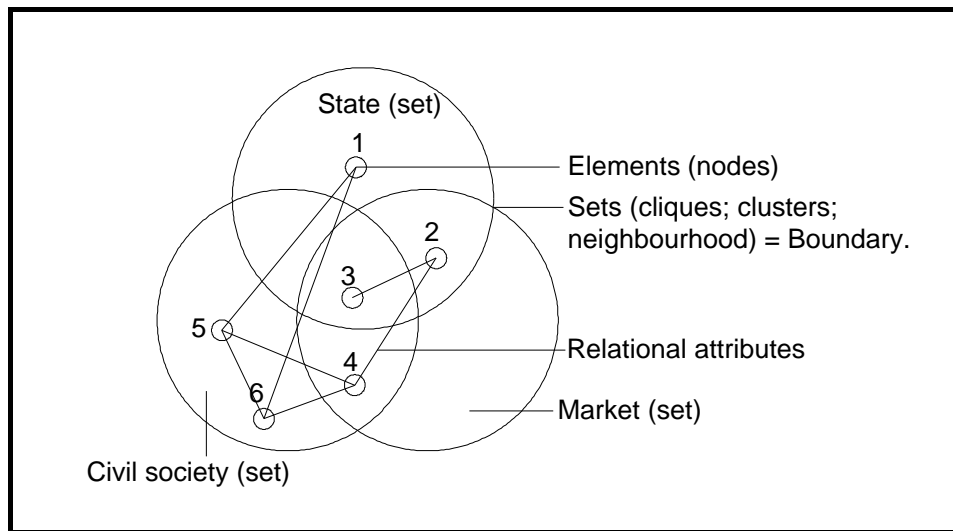 State (set)
1
Elements (nodes)
Sets (cliques; clusters;
neighbourhood) = Boundary.
2
3
5
4
Relational attributes
6
Market (set)
Civil society (set)